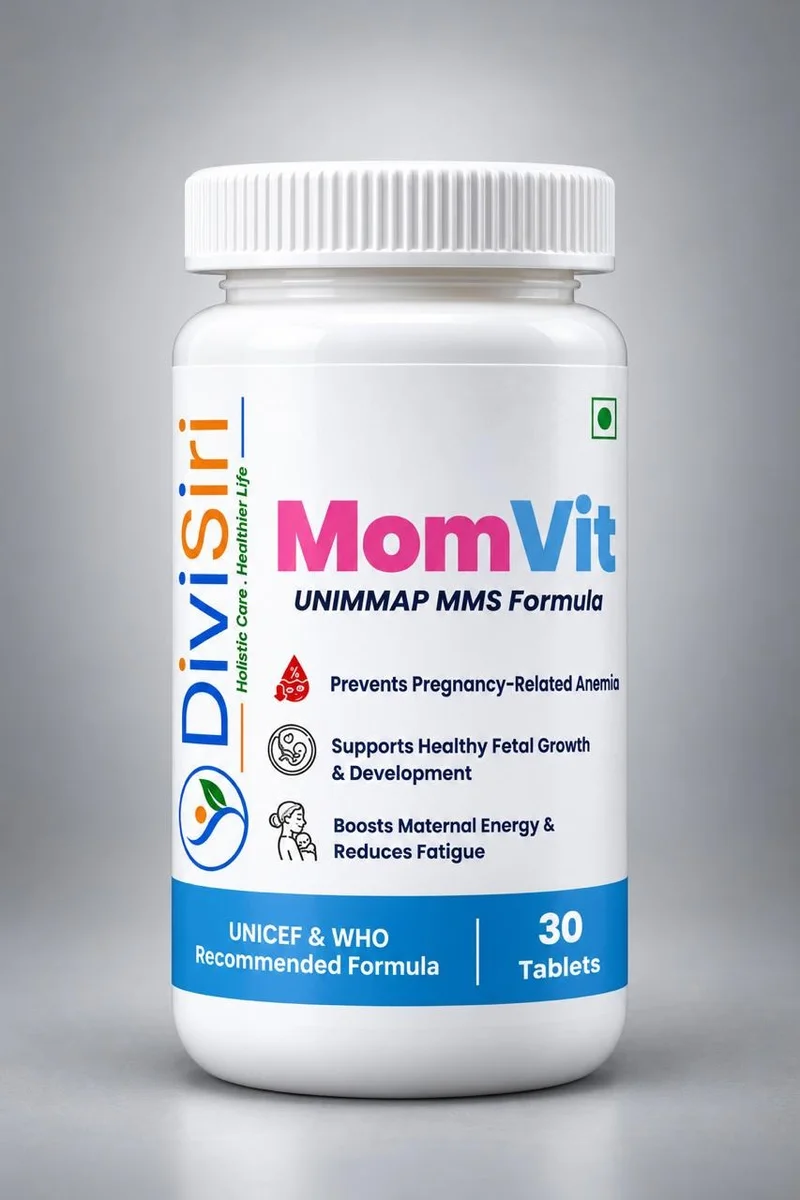 DiviSiri
Holistic Care . Healthier Life
MomVit
UNIMMAP MMS Formula
%
Prevents Pregnancy-Related Anemia
Supports Healthy Fetal Growth
& Development
Boosts Maternal Energy &
Reduces Fatigue
UNICEF & WHO
Recommended Formula
30
Tablets